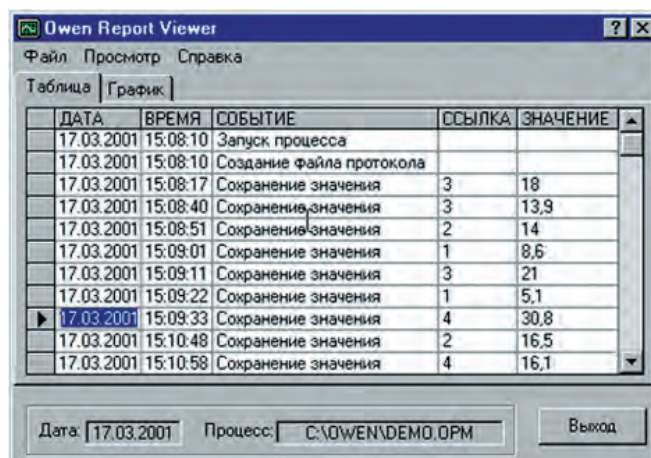 Owen Report Viewer
Файл Просмотр Справка
Таблица График
ДАТА ВРЕМЯ СОБЫТИЕ ССЫЛКА ЗНАЧЕНИЕ
17.03.2001 15:08:10 Запуск процесса
17.03.2001 15:08:10 Создание файла протокола
17.03.2001 15:08:17 Сохранение значения 3 18
17.03.2001 15:08:40 Сохранение значения 3 13,9
17.03.2001 15:08:51 Сохранение значения 2 14
17.03.2001 15:09:01 Сохранение значения 1 8,6
17.03.2001 15:09:11 Сохранение значения 3 21
17.03.2001 15:09:22 Сохранение значения 1 5,1
17.03.2001 15:09:33 Сохранение значения 4 30,8
17.03.2001 15:10:48 Сохранение значения 2 16,5
17.03.2001 15:10:58 Сохранение значения 4 16,1
Дата: 17.03.2001 Процесс: C:\OWEN\DEMO.OPM Выход